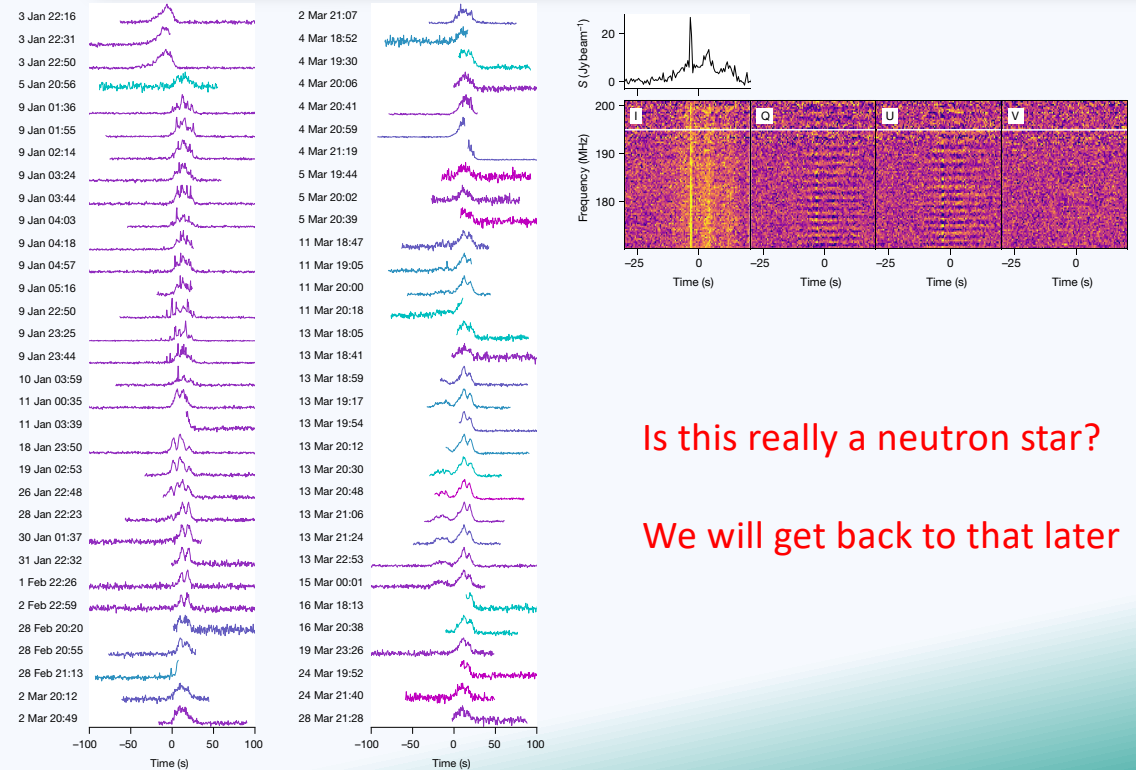 3 Jan 22:16
3 Jan 22:31
3 Jan 22:50
5 Jan 20:56
9 Jan 01:36
9 Jan 01:55
9 Jan 02:14
9 Jan 03:24
9 Jan 03:44
9 Jan 04:03
9 Jan 04:18
9 Jan 04:57
9 Jan 05:16
9 Jan 22:50
9 Jan 23:25
9 Jan 23:44
10 Jan 03:59
11 Jan 00:35
11 Jan 03:39
18 Jan 23:50
19 Jan 02:53
26 Jan 22:48
28 Jan 22:23
30 Jan 01:37
31 Jan 22:32
1 Feb 22:26
2 Feb 22:59
28 Feb 20:20
28 Feb 20:55
28 Feb 21:13
2 Mar 20:12
2 Mar 20:49
−100 −50 0 50 100
Time (s)
2 Mar 21:07
4 Mar 18:52
4 Mar 19:30
4 Mar 20:06
4 Mar 20:41
4 Mar 20:59
4 Mar 21:19
5 Mar 19:44
5 Mar 20:02
5 Mar 20:39
11 Mar 18:47
11 Mar 19:05
11 Mar 20:00
11 Mar 20:18
13 Mar 18:05
13 Mar 18:41
13 Mar 18:59
13 Mar 19:17
13 Mar 19:54
13 Mar 20:12
13 Mar 20:30
13 Mar 20:48
13 Mar 21:06
13 Mar 21:24
13 Mar 22:53
15 Mar 00:01
16 Mar 18:13
16 Mar 20:38
19 Mar 23:26
24 Mar 19:52
24 Mar 21:40
28 Mar 21:28
−100 −50 0 50 100
Time (s)
S (Jy beam⁻¹)
20
0
Frequency (MHz)
200
190
180
I Q U V
−25 0 −25 0 −25 0 −25 0
Time (s) Time (s) Time (s) Time (s)
Is this really a neutron star?
We will get back to that later